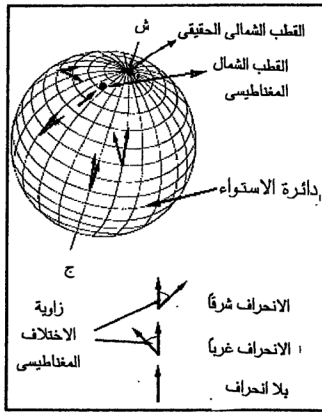 ش
القطب الشمالى الحقيقى
القطب الشمال
المغناطيسى
دائرة الاستواء
ج
زاوية
الاختلاف
المغناطيسى
الانحراف شرقا
الانحراف غربا
بلا انحراف